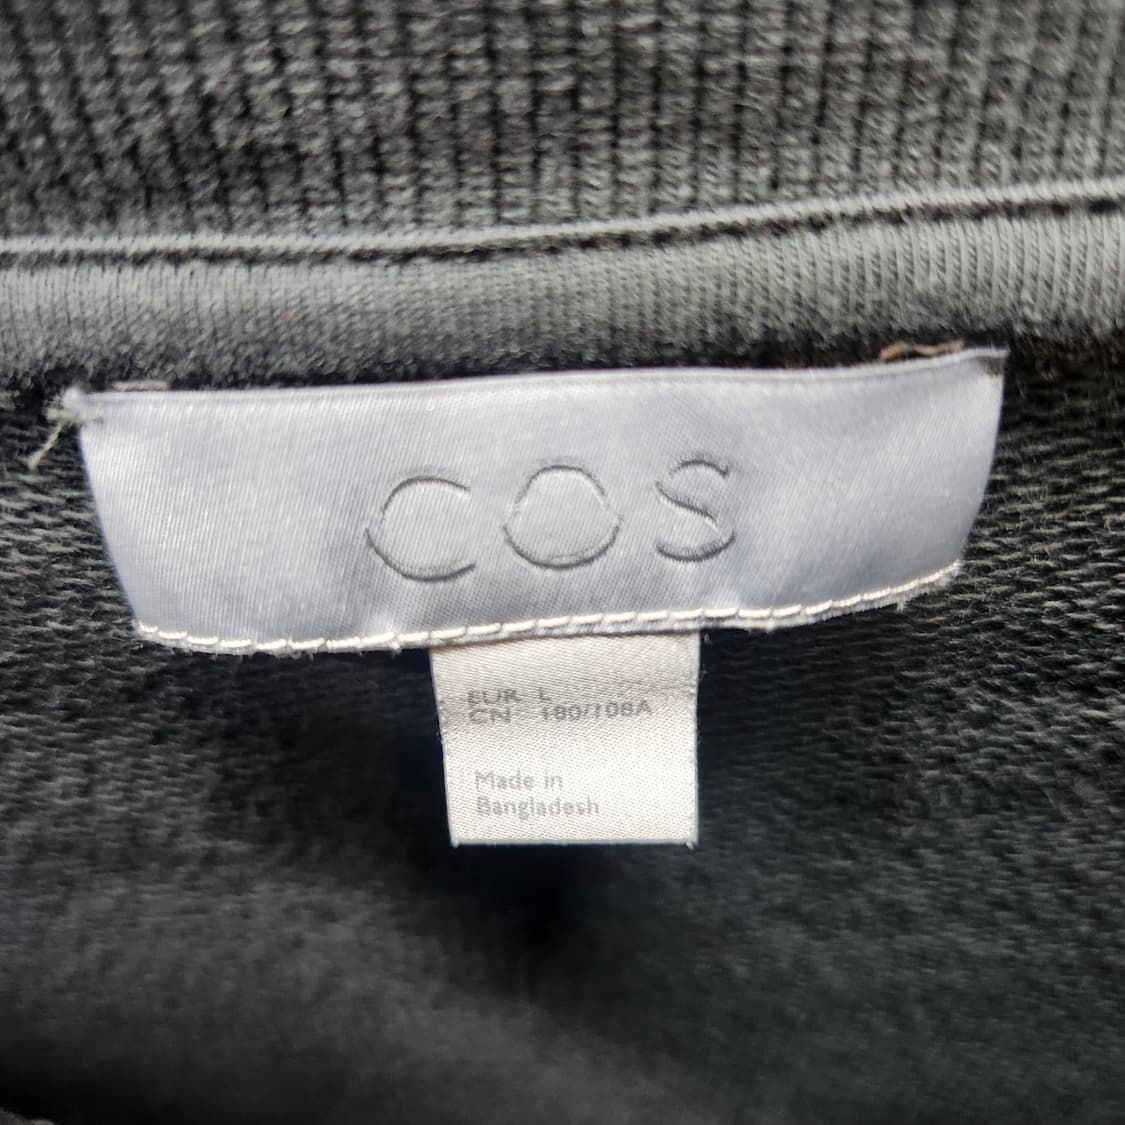 COS
EUR L
CN 180/108A
Made in
Bangladesh